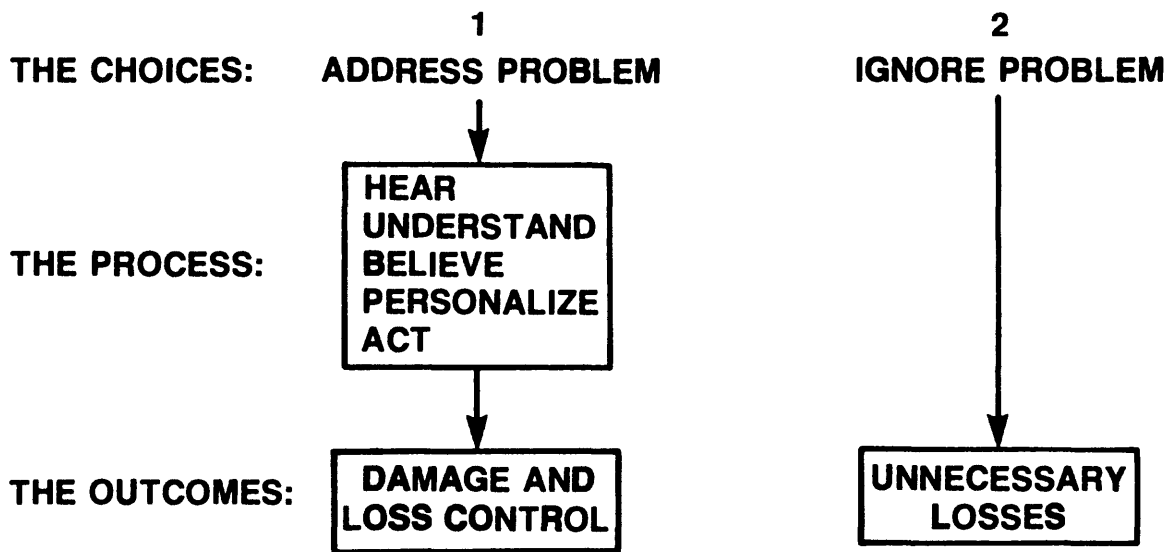 1 2
THE CHOICES: ADDRESS PROBLEM IGNORE PROBLEM
HEAR
UNDERSTAND
THE PROCESS: BELIEVE
PERSONALIZE
ACT
DAMAGE AND UNNECESSARY
THE OUTCOMES: LOSS CONTROL LOSSES